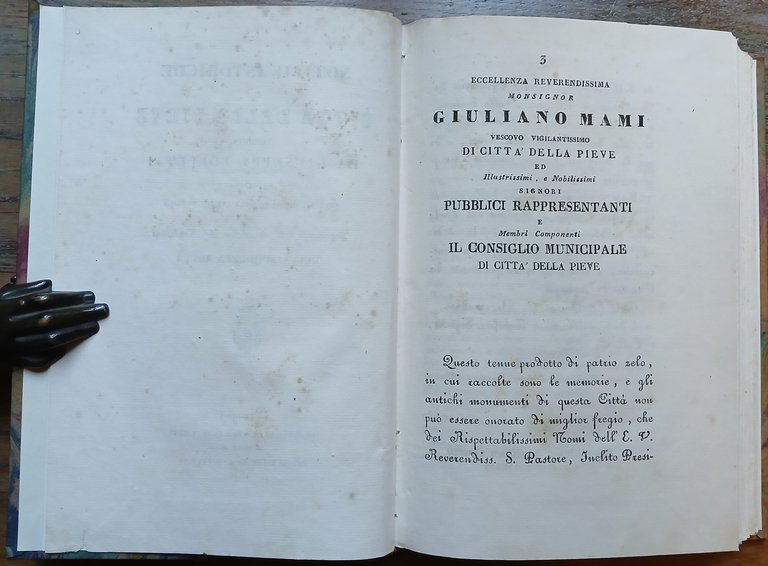 3
ECCELLENZA REVERENDISSIMA
MONSIGNOR
GIULIANO MAMI
VESCOVO VIGILANTISSIMO
DI CITTA' DELLA PIEVE
ED
Illustrissimi, e Nobilissimi
SIGNORI
PUBBLICI RAPPRESENTANTI
E
Membri Componenti
IL CONSIGLIO MUNICIPALE
DI CITTA' DELLA PIEVE
Questo tenue prodotto di patrio zelo,
in cui raccolte sono le memorie, e gli
antichi monumenti di questa Città non
può essere onorato di miglior fregio, che
dei Rispettabilissimi Nomi dell' E. V.
Reverendiss. S. Pastore, Inclito Presi-